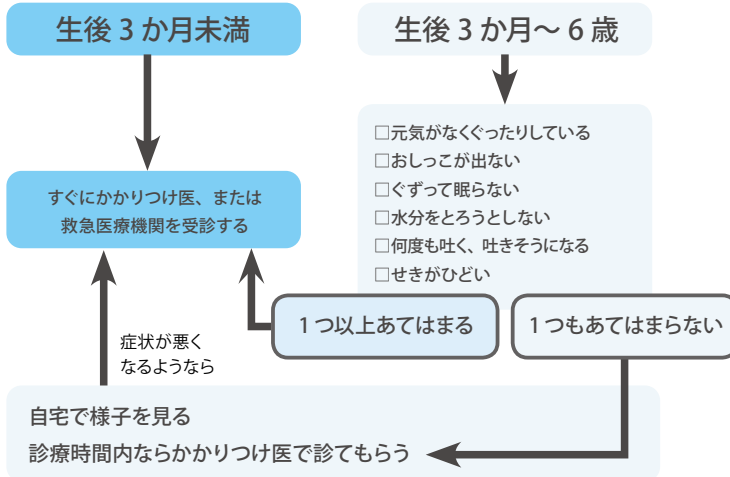 生後 3 か月未満
生後 3 か月〜 6 歳
□元気がなくぐったりしている
□おしっこが出ない
□ぐずって眠らない
□水分をとろうとしない
□何度も吐く、吐きそうになる
□せきがひどい
すぐにかかりつけ医、または
救急医療機関を受診する
1 つ以上あてはまる
1 つもあてはまらない
症状が悪く
なるようなら
自宅で様子を見る
診療時間内ならかかりつけ医で診てもらう